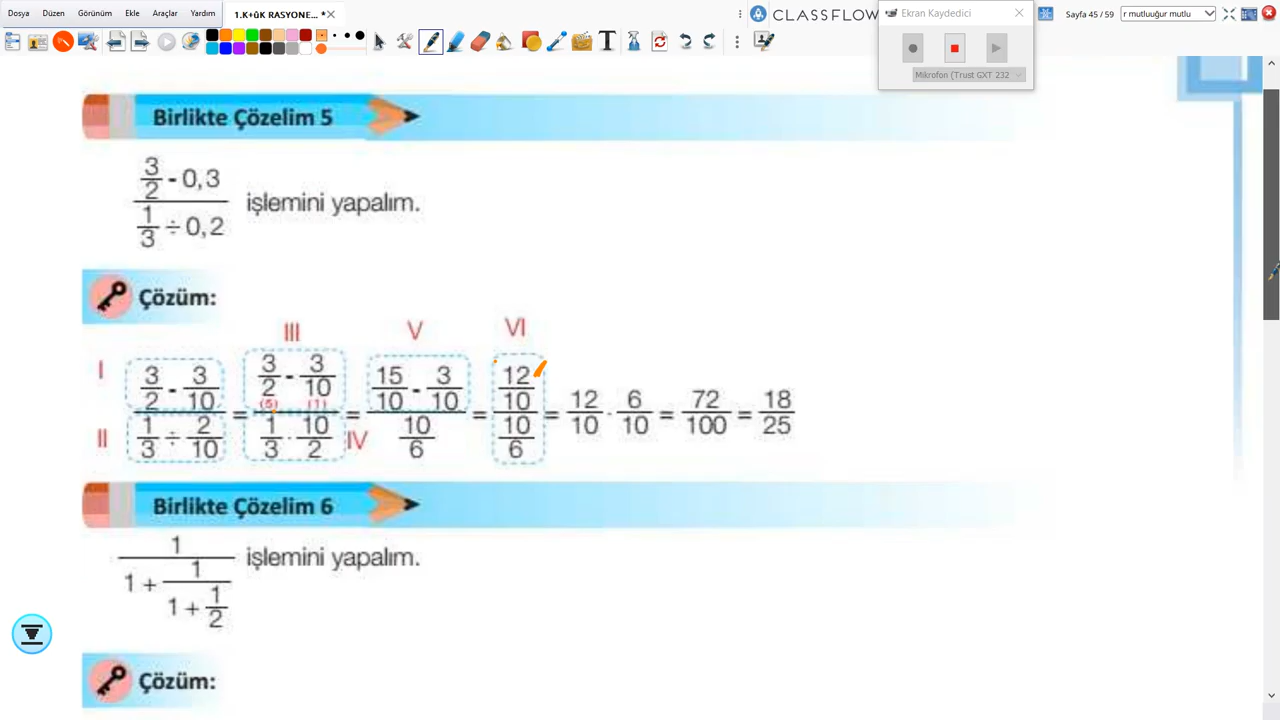 Dosya Düzen Görünüm Ekle Araçlar Yardım 1.K+ûK RASYONE... * CLASSFLOW Ekran Kaydedici Sayfa 45 / 59 r mutluuğur mutlu
Mikrofon (Trust GXT 232
Birlikte Çözelim 5
(3/2 - 0,3) / (1/3 ÷ 0,2) işlemini yapalım.
Çözüm:
III V VI
I II IV
(3/2 - 3/10) / (1/3 ÷ 2/10) = (3/2 - 3/10) (5) (1) / (1/3 · 10/2) = (15/10 - 3/10) / (10/6) = (12/10) / (10/6) = 12/10 · 6/10 = 72/100 = 18/25
Birlikte Çözelim 6
1 / (1 + 1 / (1 + 1/2)) işlemini yapalım.
Çözüm: